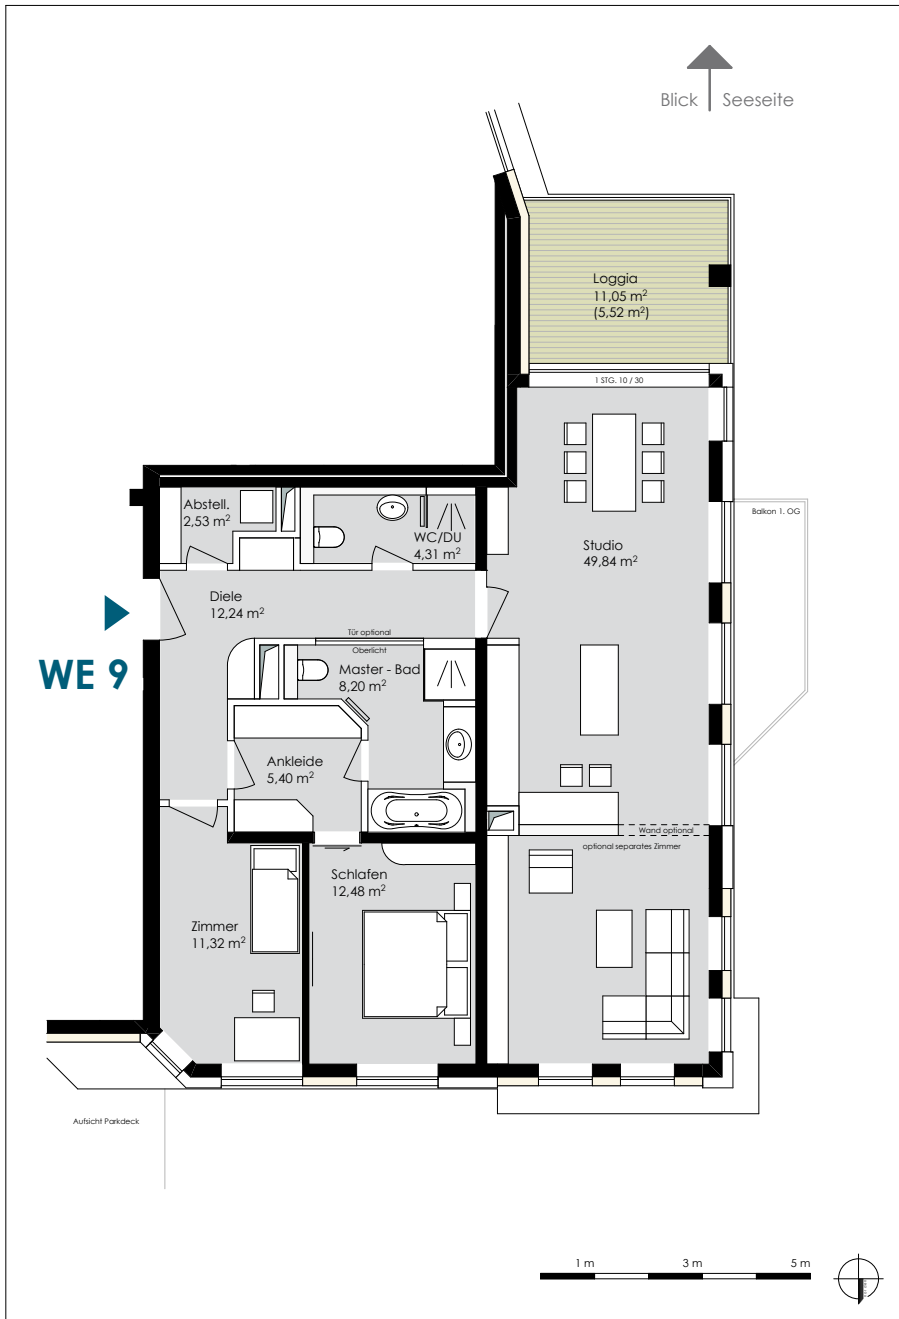 Blick Seeseite
Loggia
11,05 m²
(5,52 m²)
1 STG. 10 / 30
Abstell.
2,53 m²
WC/DU
4,31 m²
Balkon 1. OG
Studio
49,84 m²
Diele
12,24 m²
Tür optional
Oberlicht
WE 9
Master - Bad
8,20 m²
Ankleide
5,40 m²
Wand optional
optional separates Zimmer
Schlafen
12,48 m²
Zimmer
11,32 m²
Aufsicht Parkdeck
1 m 3 m 5 m